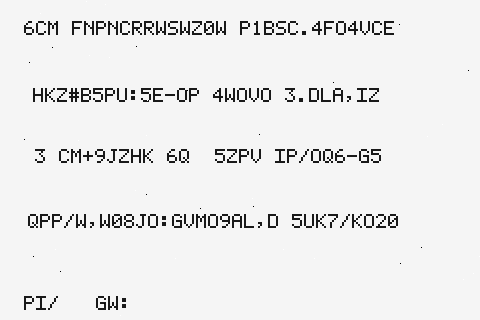 6CM FNPNCRRWSWZ0W P1BSC.4FO4VCE
HKZ#B5PU:5E-OP 4WOVO 3.DLA,IZ
3 CM+9JZHK 6Q  5ZPV IP/OQ6-G5
QPP/W,W08JO:GVMO9AL,D 5UK7/KO20
PI/   GW: